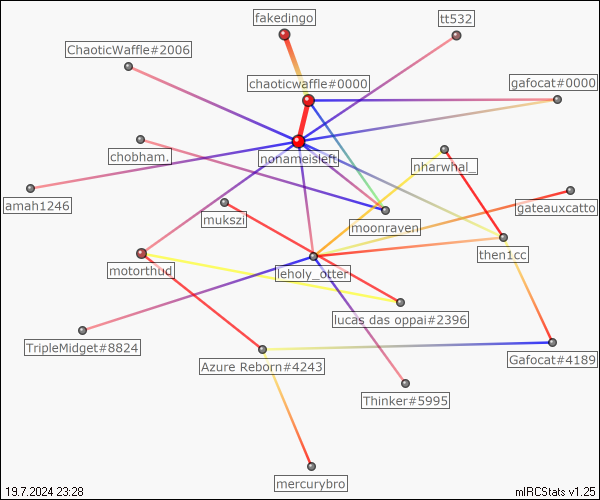 fakedingo
tt532
ChaoticWaffle#2006
chaoticwaffle#0000
gafocat#0000
chobham.
nonameisleft
nharwhal_
amah1246
mukszi
moonraven
gateauxcatto
motorthud
leholy_otter
then1cc
lucas das oppai#2396
TripleMidget#8824
Azure Reborn#4243
Gafocat#4189
Thinker#5995
mercurybro
19.7.2024 23:28
mIRCStats v1.25